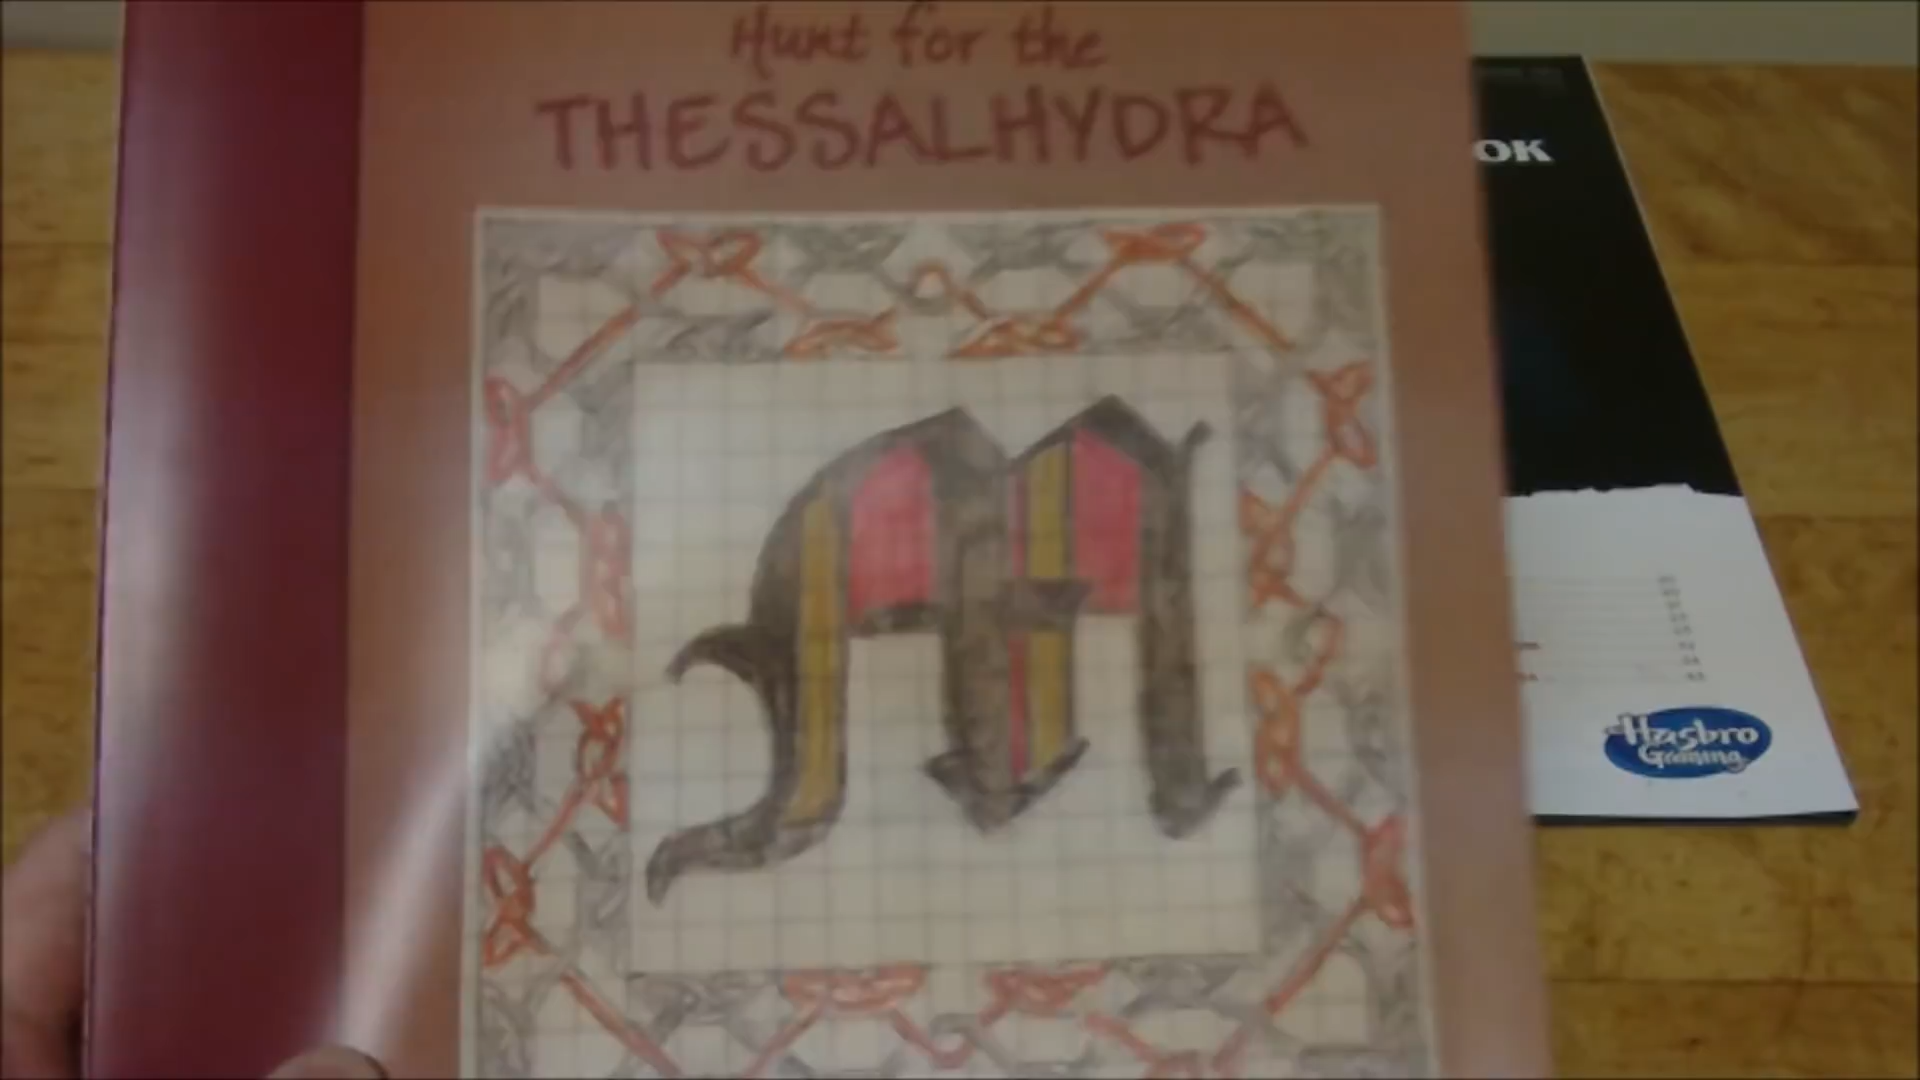 Hunt for the
THESSALHYDRA
OK
M
Hasbro
Gaming